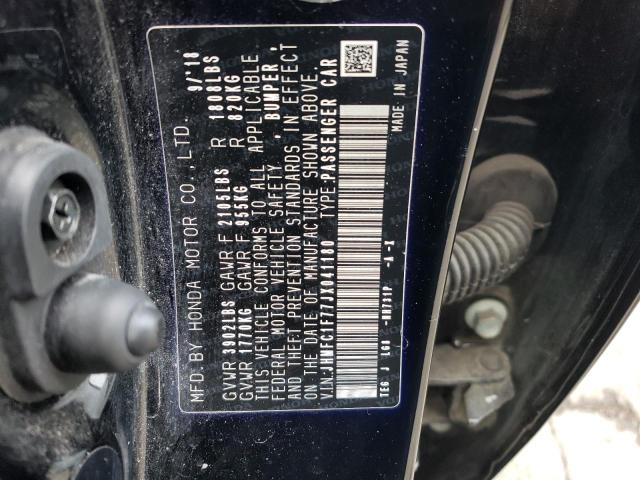 MFD.BY HONDA MOTOR CO.,LTD. 9/'18
GVWR 3902LBS GAWR-F 2105LBS R 1808LBS
GVWR 1770KG GAWR-F 955KG R 820KG
THIS VEHICLE CONFORMS TO ALL APPLICABLE
FEDERAL MOTOR VEHICLE SAFETY , BUMPER ,
AND THEFT PREVENTION STANDARDS IN EFFECT
ON THE DATE OF MANUFACTURE SHOWN ABOVE.
V.I.N.:JHMFC1F77JX041180 TYPE:PASSENGER CAR
TEG J LG0 -A-X MADE IN JAPAN